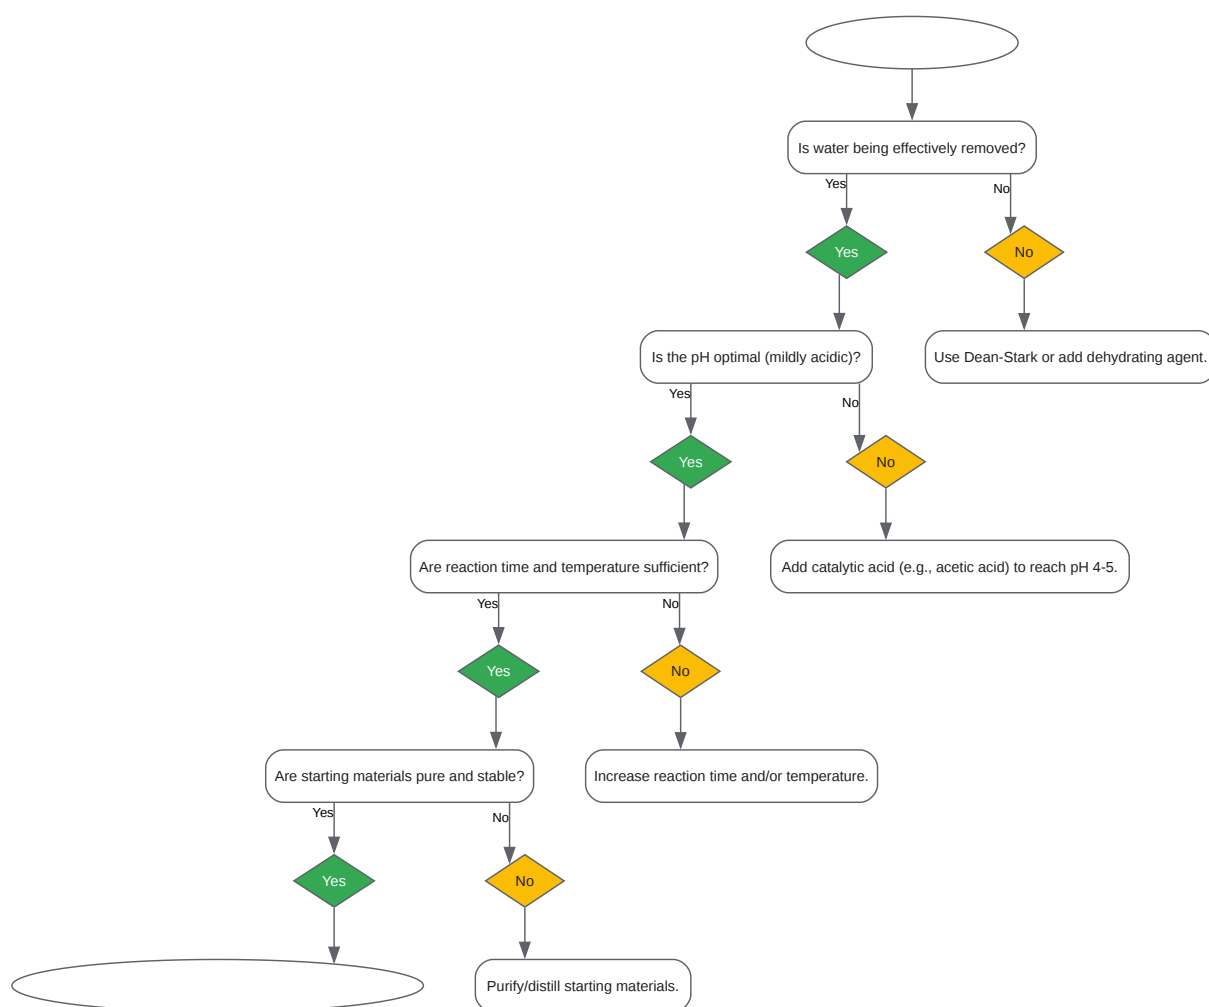 Is water being effectively removed?
Yes
No
Yes
No
Is the pH optimal (mildly acidic)?
Use Dean-Stark or add dehydrating agent.
Yes
No
Yes
No
Are reaction time and temperature sufficient?
Add catalytic acid (e.g., acetic acid) to reach pH 4-5.
Yes
No
Yes
No
Are starting materials pure and stable?
Increase reaction time and/or temperature.
Yes
No
Yes
No
Purify/distill starting materials.